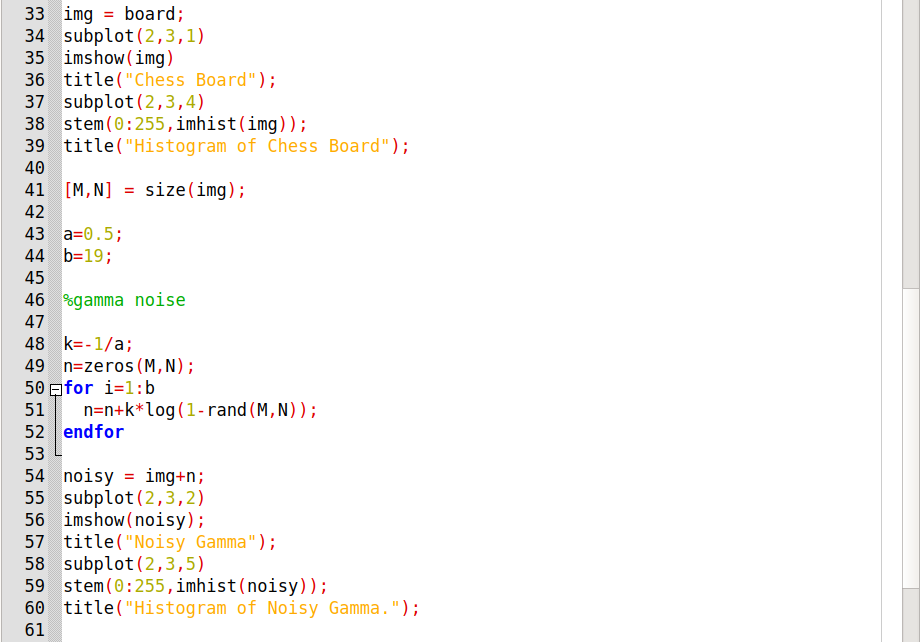 33 img = board;
34 subplot(2,3,1)
35 imshow(img)
36 title("Chess Board");
37 subplot(2,3,4)
38 stem(0:255,imhist(img));
39 title("Histogram of Chess Board");
40
41 [M,N] = size(img);
42
43 a=0.5;
44 b=19;
45
46 %gamma noise
47
48 k=-1/a;
49 n=zeros(M,N);
50 for i=1:b
51   n=n+k*log(1-rand(M,N));
52 endfor
53
54 noisy = img+n;
55 subplot(2,3,2)
56 imshow(noisy);
57 title("Noisy Gamma");
58 subplot(2,3,5)
59 stem(0:255,imhist(noisy));
60 title("Histogram of Noisy Gamma.");
61